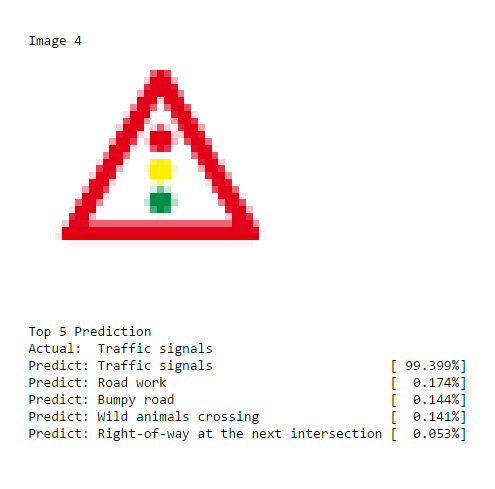 Image 4
Top 5 Prediction
Actual:  Traffic signals
Predict: Traffic signals                       [ 99.399%]
Predict: Road work                             [  0.174%]
Predict: Bumpy road                            [  0.144%]
Predict: Wild animals crossing                 [  0.141%]
Predict: Right-of-way at the next intersection [  0.053%]